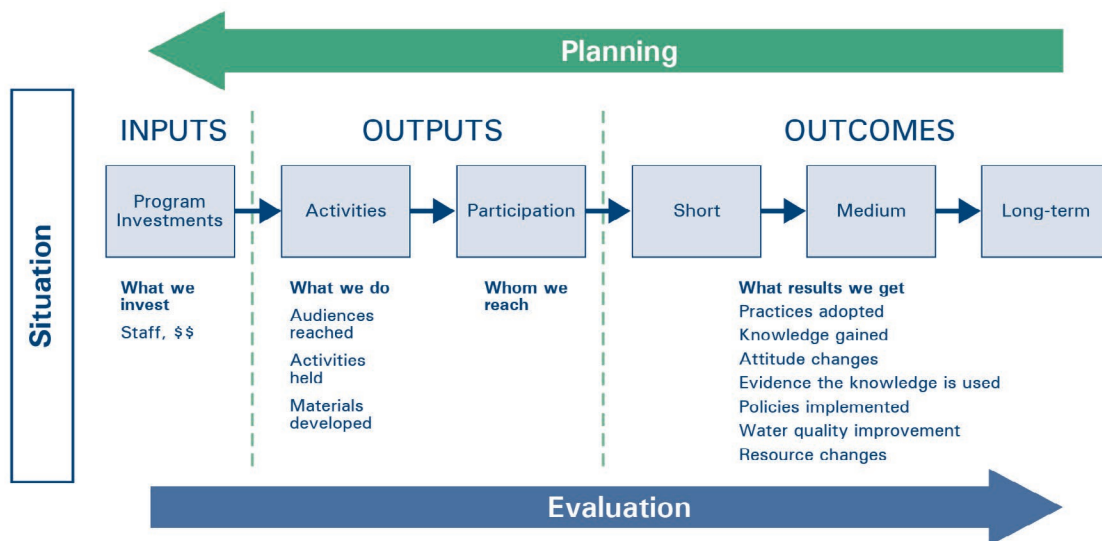 Planning
Situation
INPUTS
OUTPUTS
OUTCOMES
Program
Investments
Activities
Participation
Short
Medium
Long-term
What we
invest
Staff, $$
What we do
Audiences
reached
Activities
held
Materials
developed
Whom we
reach
What results we get
Practices adopted
Knowledge gained
Attitude changes
Evidence the knowledge is used
Policies implemented
Water quality improvement
Resource changes
Evaluation